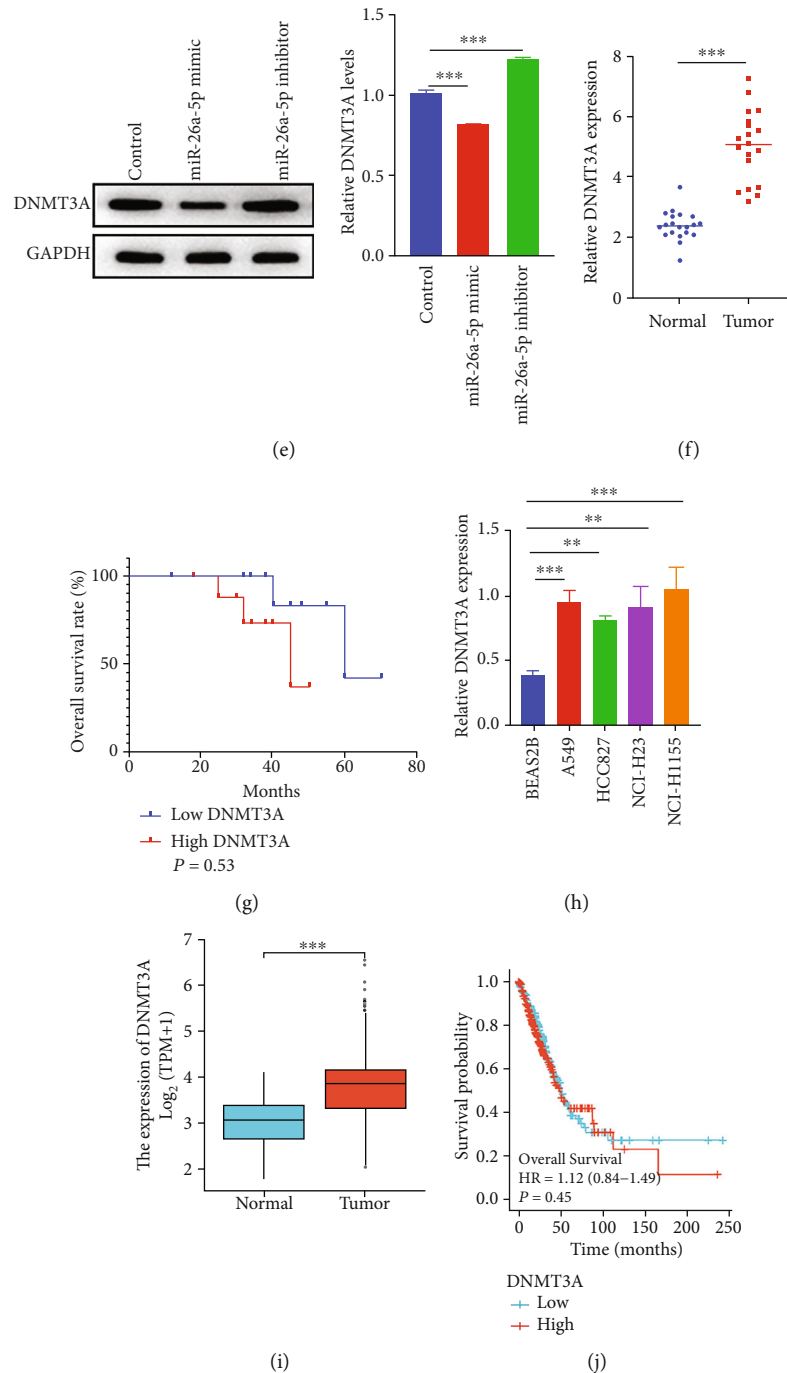 Control
miR-26a-5p mimic
miR-26a-5p inhibitor
DNMT3A
GAPDH
Relative DNMT3A levels
1.5
1.0
0.5
0.0
***
***
Control
miR-26a-5p mimic
miR-26a-5p inhibitor
(e)
Relative DNMT3A expression
8
6
4
2
0
***
Normal
Tumor
(f)
Overall survival rate (%)
100
50
0
0
20
40
60
80
Months
Low DNMT3A
High DNMT3A
P = 0.53
(g)
Relative DNMT3A expression
1.5
1.0
0.5
0.0
***
**
**
***
BEAS2B
A549
HCC827
NCI-H23
NCI-H1155
(h)
The expression of DNMT3A
Log2 (TPM+1)
7
6
5
4
3
2
***
Normal
Tumor
(i)
Survival probability
1.0
0.8
0.6
0.4
0.2
0.0
Overall Survival
HR = 1.12 (0.84−1.49)
P = 0.45
0
50
100
150
200
250
Time (months)
DNMT3A
Low
High
(j)